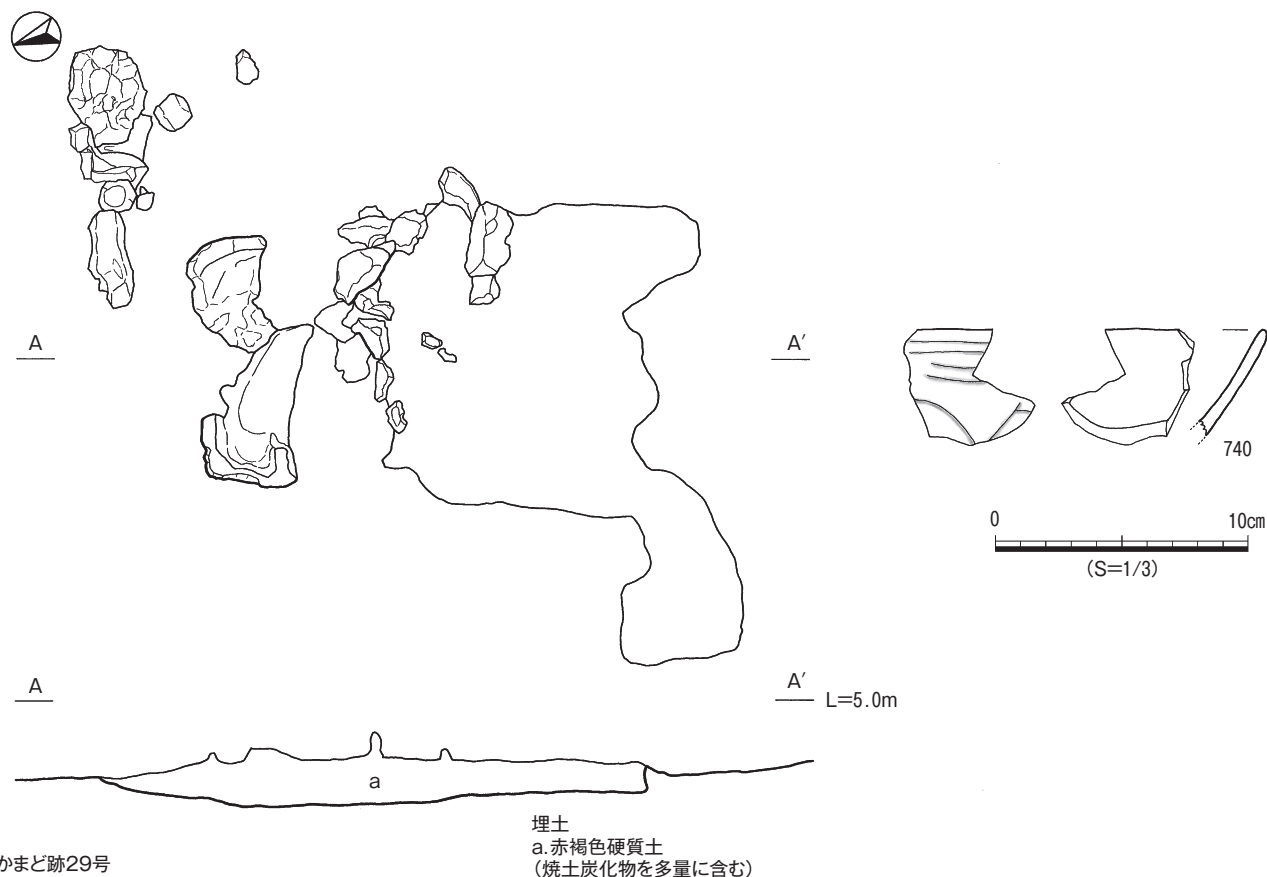 A
A′
740
0
10cm
(S=1/3)
A
A′
L=5.0m
a
埋土
a.赤褐色硬質土
(焼土炭化物を多量に含む)
かまど跡29号